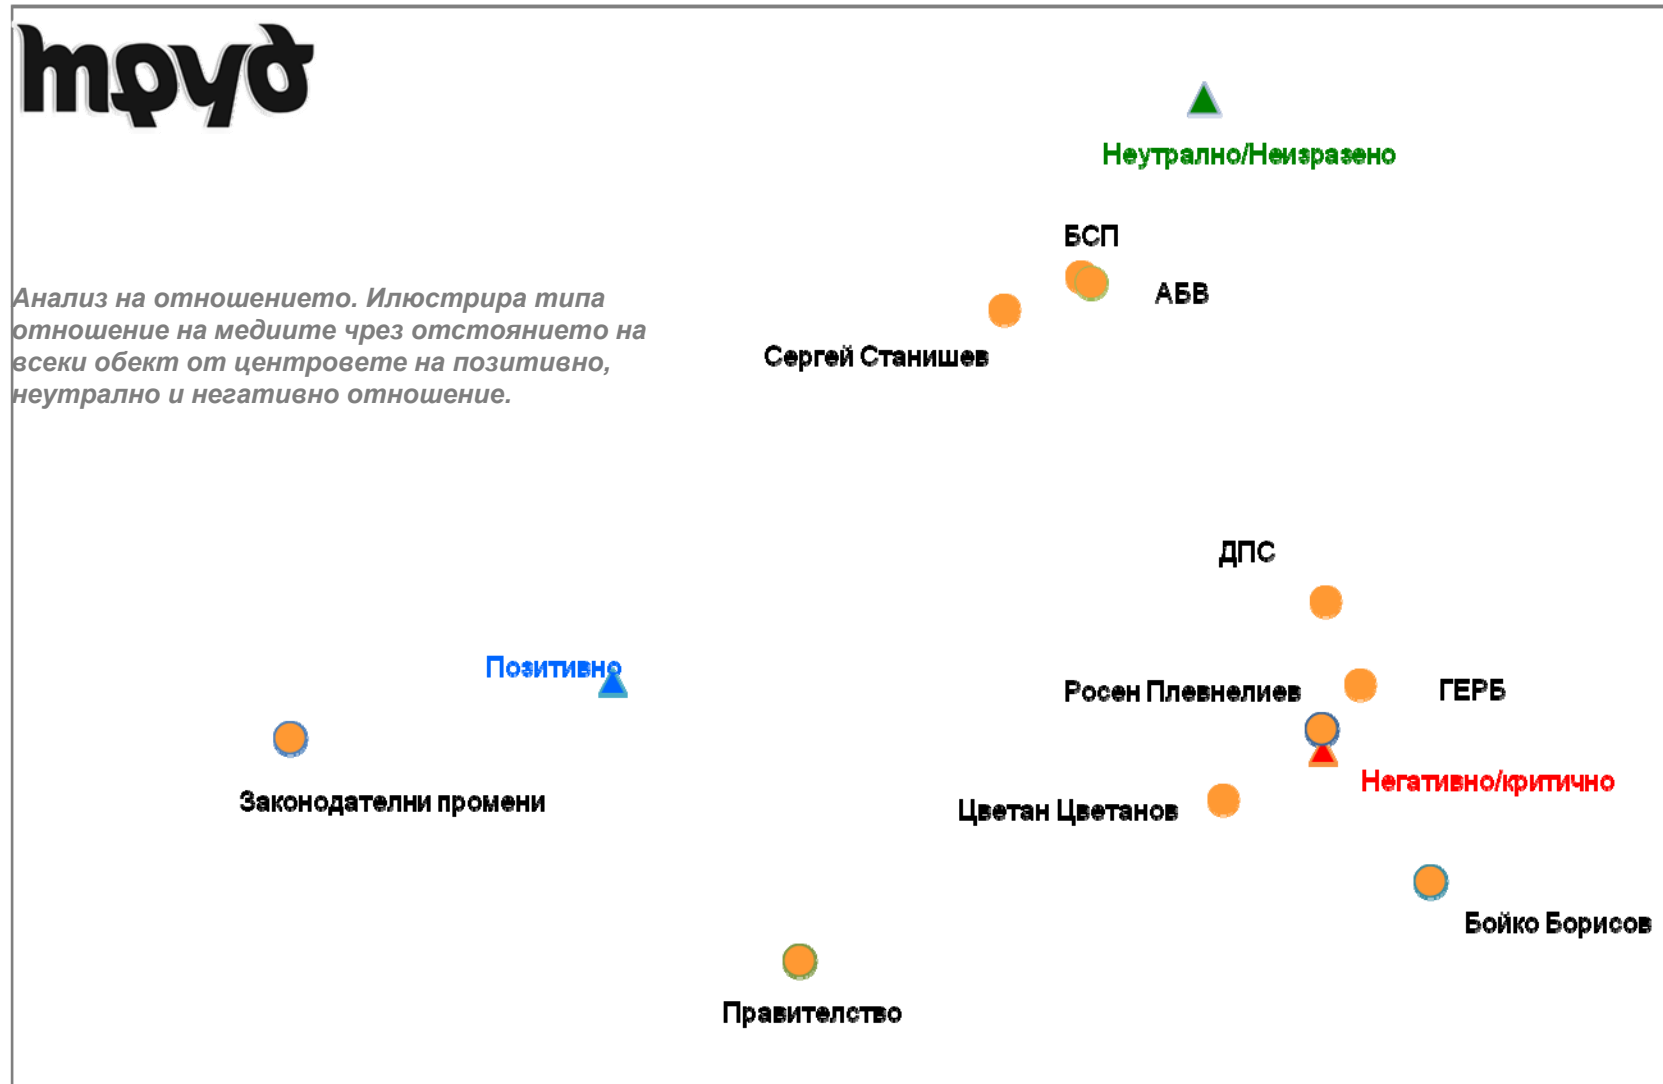 труд
Неутрално/Неизразено
БСП
АБВ
Анализ на отношението. Илюстрира типа
отношение на медиите чрез отстоянието на
всеки обект от центровете на позитивно,
неутрално и негативно отношение.
Сергей Станишев
ДПС
Позитивно
Росен Плевнелиев
ГЕРБ
Негативно/критично
Законодателни промени
Цветан Цветанов
Бойко Борисов
Правителство